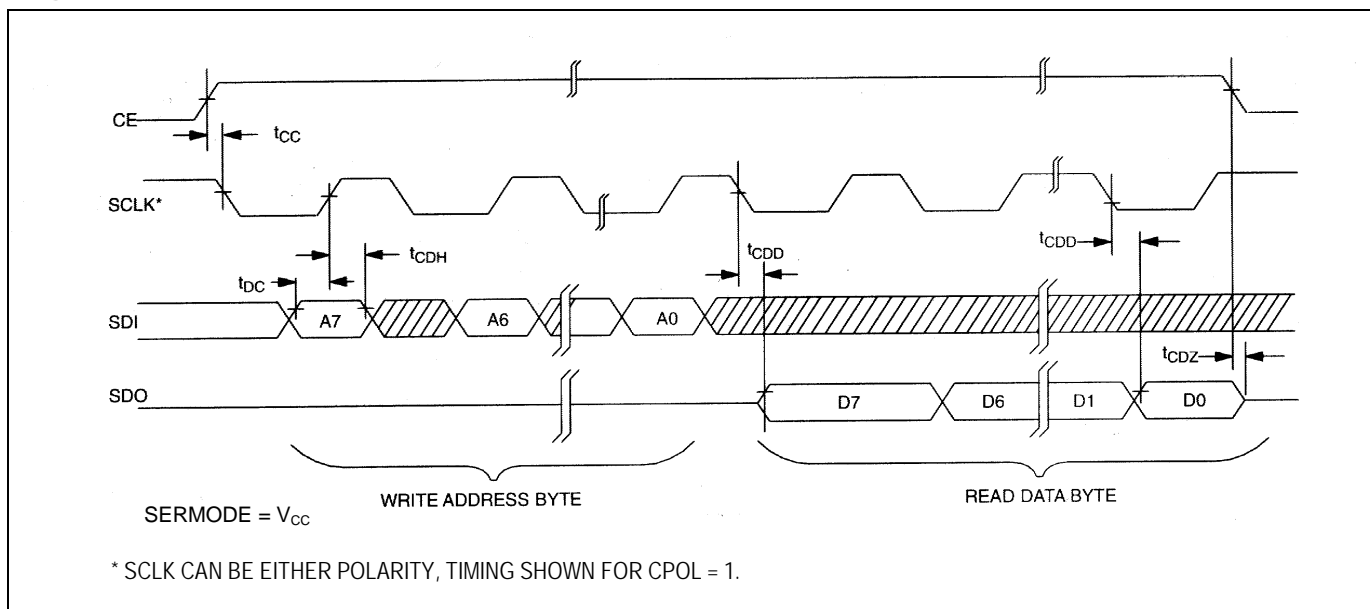 CE
tCC
SCLK*
tCDH
tCDD
tCDD
tDC
SDI
A7
A6
A0
tCDZ
SDO
D7
D6
D1
D0
WRITE ADDRESS BYTE
READ DATA BYTE
SERMODE = VCC
* SCLK CAN BE EITHER POLARITY, TIMING SHOWN FOR CPOL = 1.